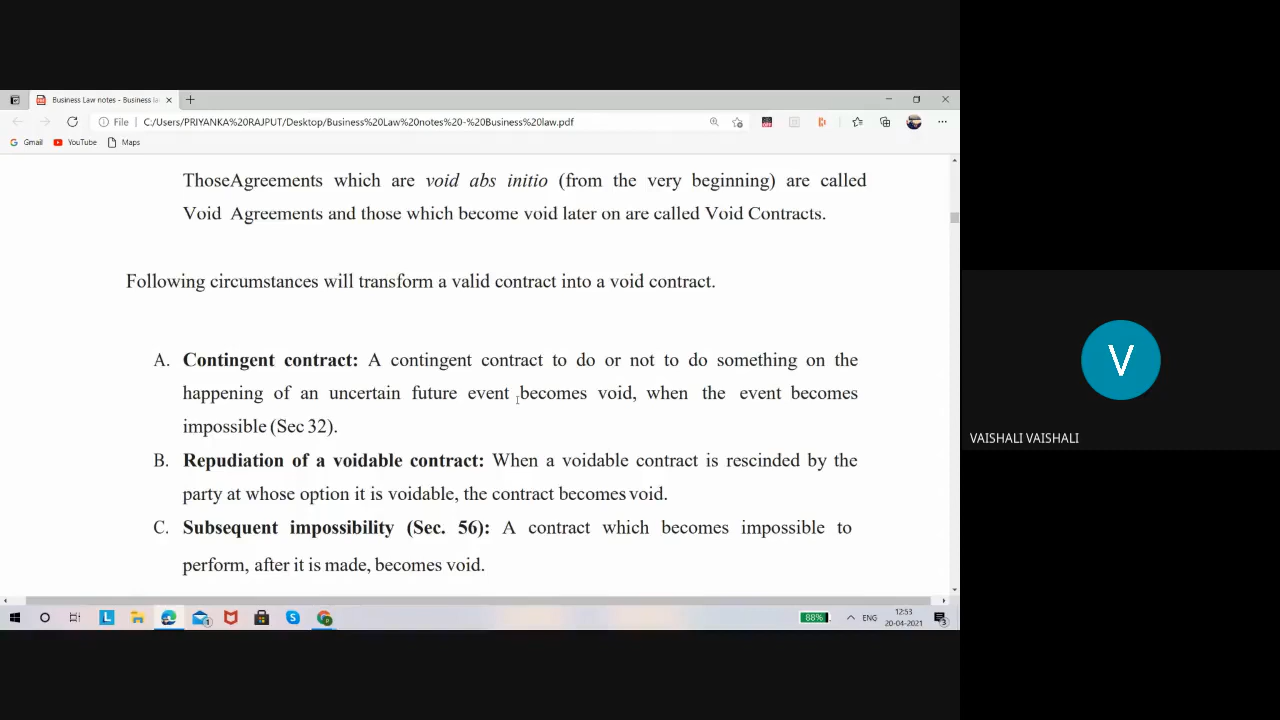 Business Law notes - Business la
File
C:/Users/PRIYANKA%20RAJPUT/Desktop/Business%20Law%20notes%20-%20Business%20law.pdf
Gmail YouTube Maps
ThoseAgreements which are void abs initio (from the very beginning) are called
Void Agreements and those which become void later on are called Void Contracts.
Following circumstances will transform a valid contract into a void contract.
A. Contingent contract: A contingent contract to do or not to do something on the
happening of an uncertain future event becomes void, when the event becomes
impossible (Sec 32).
B. Repudiation of a voidable contract: When a voidable contract is rescinded by the
party at whose option it is voidable, the contract becomes void.
C. Subsequent impossibility (Sec. 56): A contract which becomes impossible to
perform, after it is made, becomes void.
V
VAISHALI VAISHALI
88%
ENG
12:53
20-04-2021